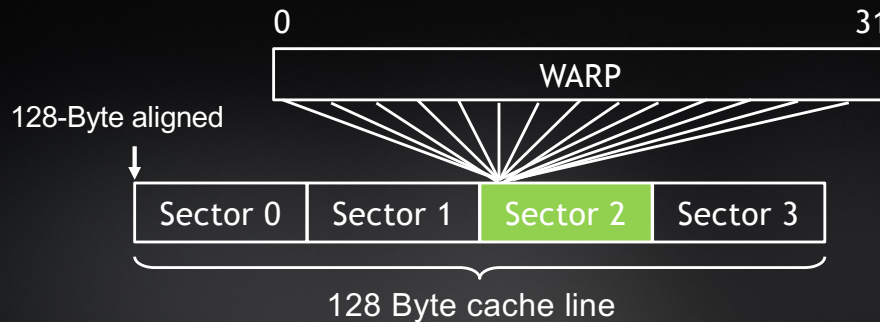 0 31
WARP
128-Byte aligned
Sector 0 Sector 1 Sector 2 Sector 3
128 Byte cache line